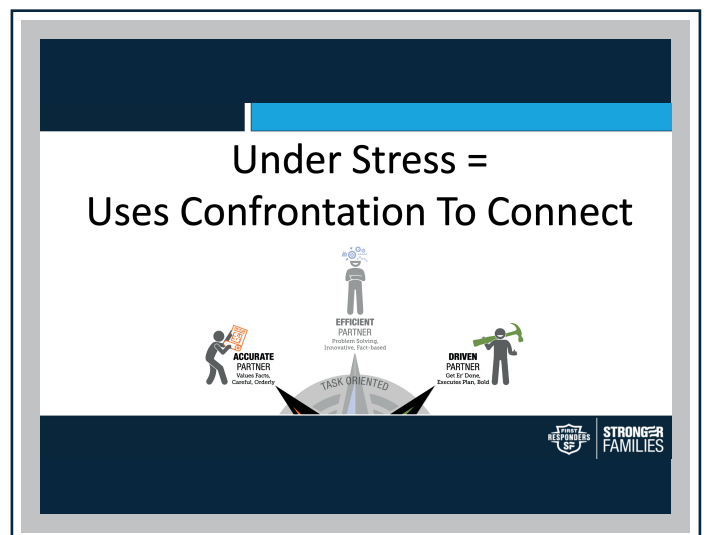 Under Stress =
Uses Confrontation To Connect
EFFICIENT
PARTNER
Problem Solving,
Innovative, Fact-based
ACCURATE
PARTNER
Values Facts,
Careful, Orderly
DRIVEN
PARTNER
Get Er' Done,
Executes Plan, Bold
TASK ORIENTED
FIRST
RESPONDERS
SF
STRONGER
FAMILIES